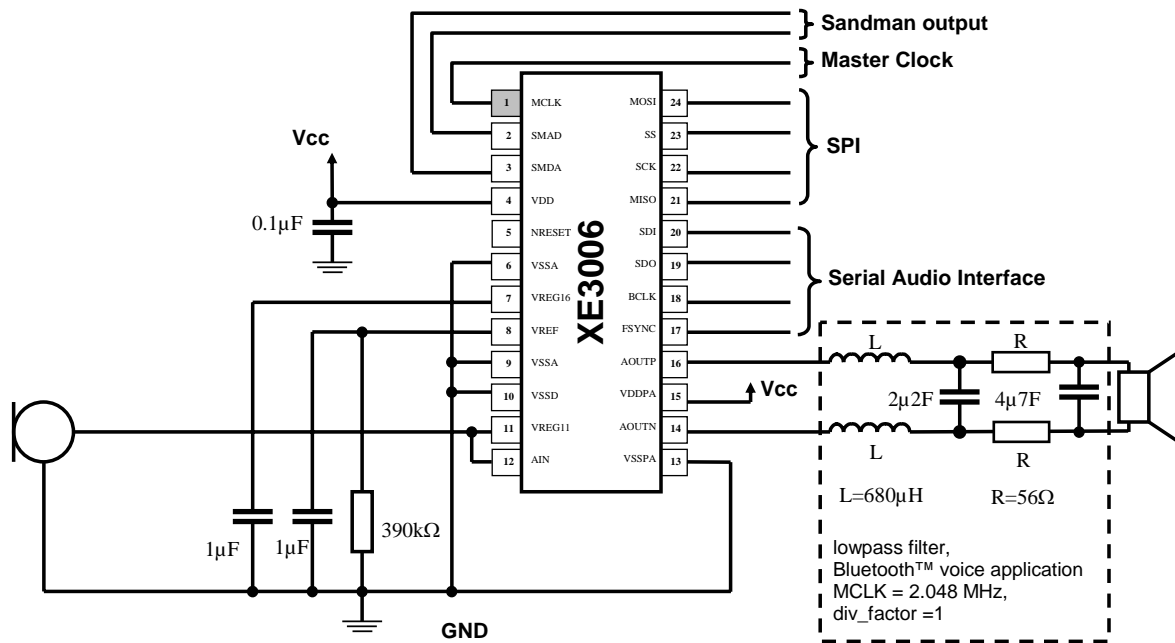 Sandman output
Master Clock
1 MCLK MOSI 24
Vcc
2 SMAD SS 23
SPI
3 SMDA SCK 22
4 VDD MISO 21
0.1µF
5 NRESET SDI 20
6 VSSA SDO 19
Serial Audio Interface
7 VREG16 BCLK 18
8 VREF FSYNC 17
XE3006
L R
9 VSSA AOUTP 16
Vcc
10 VSSD VDDPA 15
2µ2F 4µ7F
11 VREG11 AOUTN 14
12 AIN VSSPA 13
L R
L=680µH R=56Ω
390kΩ
1µF 1µF
lowpass filter,
Bluetooth™ voice application
MCLK = 2.048 MHz,
div_factor =1
GND